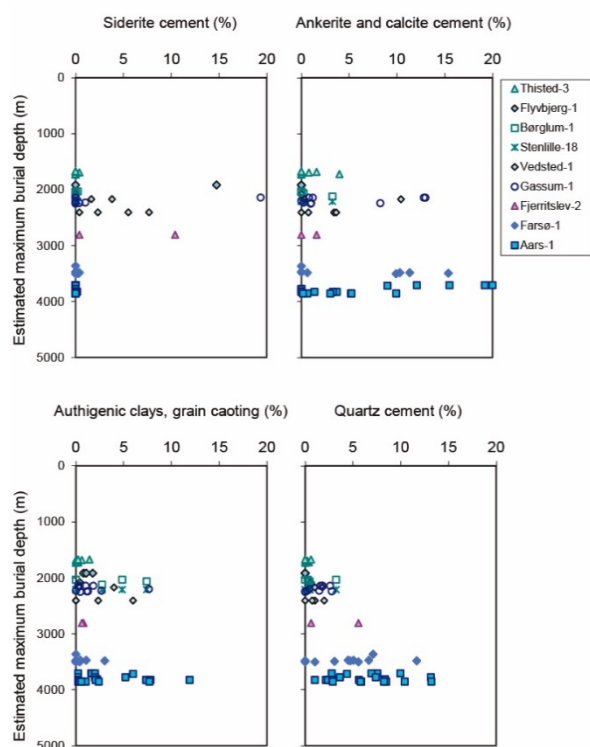 Siderite cement (%)
Ankerite and calcite cement (%)
0 5 10 15 20
0 5 10 15 20
Estimated maximum burial depth (m)
0
1000
2000
3000
4000
5000
Thisted-3
Flyvbjerg-1
Børglum-1
Stenlille-18
Vedsted-1
Gassum-1
Fjerritslev-2
Farsø-1
Aars-1
Authigenic clays, grain caoting (%)
Quartz cement (%)
0 5 10 15 20
0 5 10 15 20
Estimated maximum burial depth (m)
0
1000
2000
3000
4000
5000